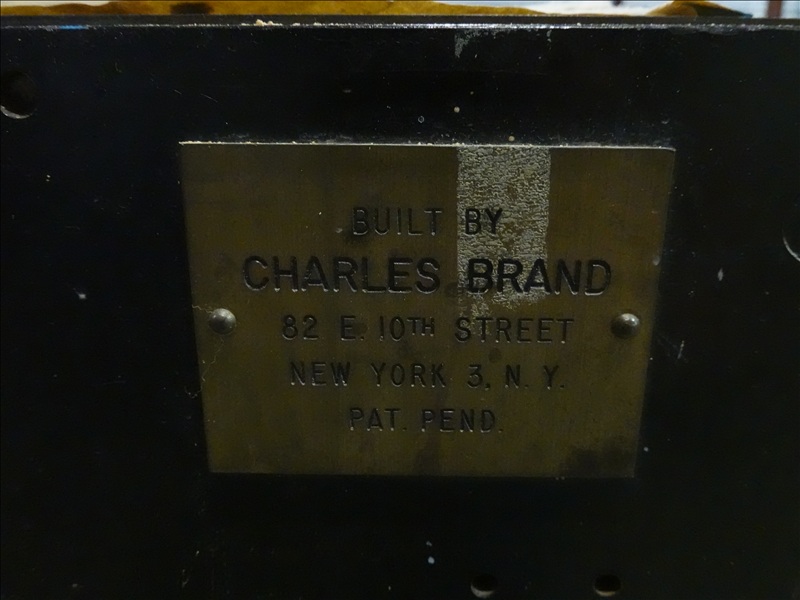 BUILT BY
CHARLES BRAND
82 E. 10TH STREET
NEW YORK 3, N. Y.
PAT. PEND.